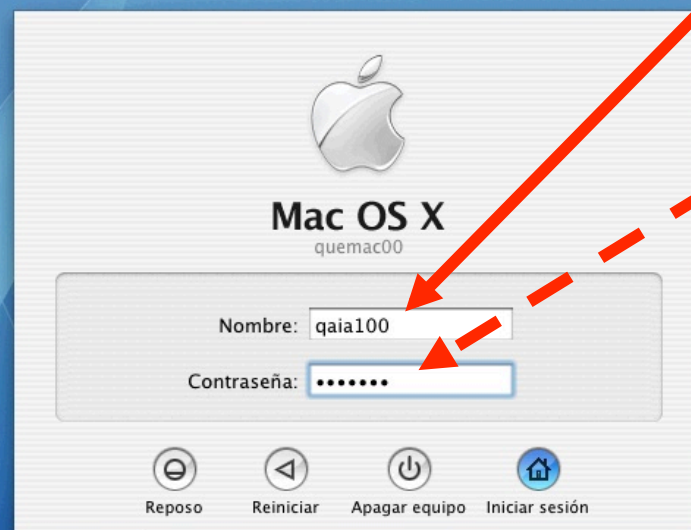 Mac OS X
quemac00
Nombre: qaia100
Contraseña: •••••••
Reposo Reiniciar Apagar equipo Iniciar sesión